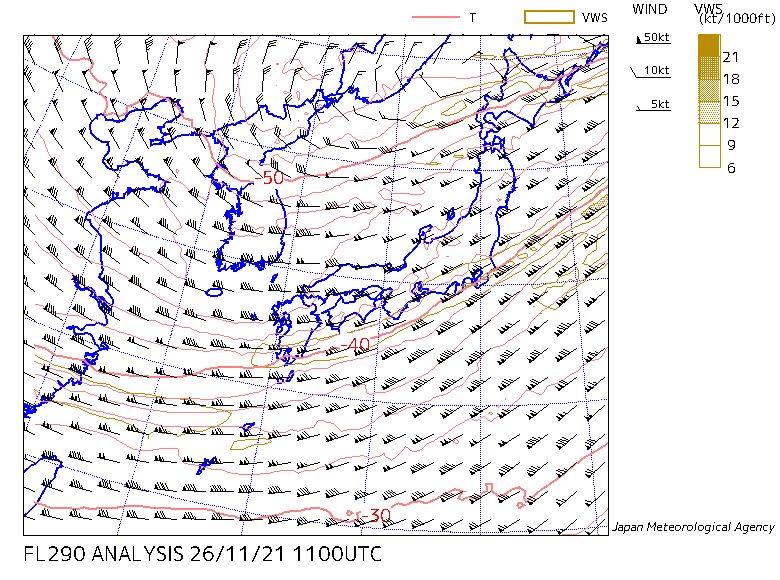 T
VWS
WIND
VWS
(kt/1000ft)
50kt
10kt
5kt
21
18
15
12
9
6
-50
-40
-30
Japan Meteorological Agency
FL290 ANALYSIS 26/11/21 1100UTC